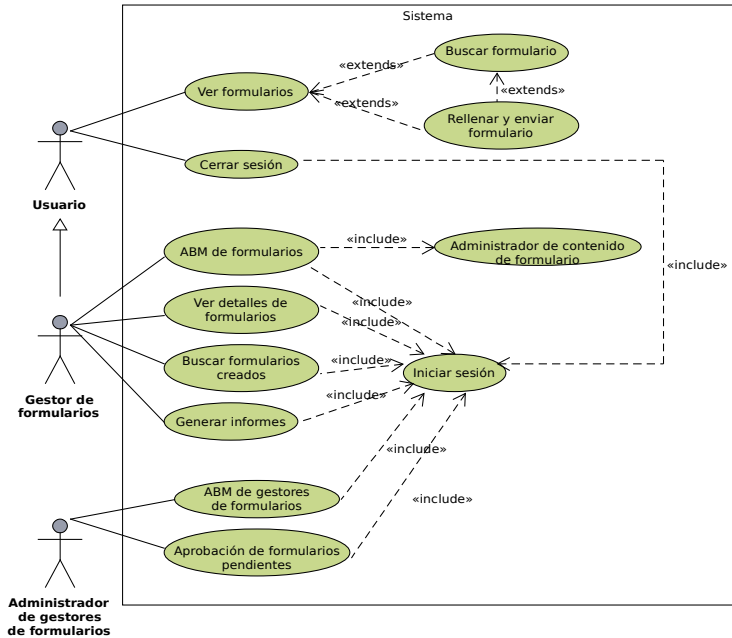 Sistema
Buscar formulario
«extends»
Ver formularios
«extends»
«extends»
Rellenar y enviar
formulario
Cerrar sesión
Usuario
ABM de formularios
«include»
Administrador de contenido
de formulario
«include»
Ver detalles de
formularios
«include»
«include»
Buscar formularios
creados
«include»
Iniciar sesión
Gestor de
formularios
Generar informes
«include»
«include»
ABM de gestores
de formularios
«include»
Aprobación de formularios
pendientes
Administrador
de gestores
de formularios